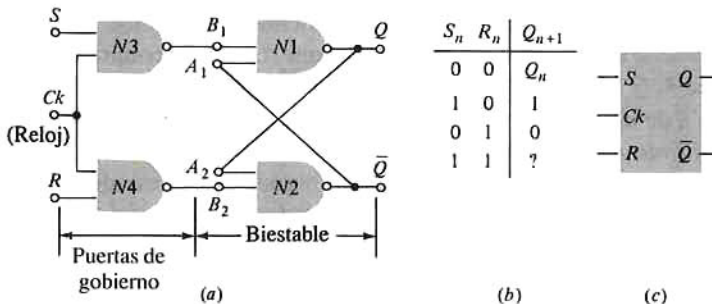 S
N3
B₁
A₁
N1
Q
Ck
(Reloj)
R
N4
A₂
B₂
N2
Q̅
Puertas de
gobierno
Biestable
(a)
Sₙ Rₙ Qₙ₊₁
0 0 Qₙ
1 0 1
0 1 0
1 1 ?
(b)
S Q
Ck
R Q̅
(c)